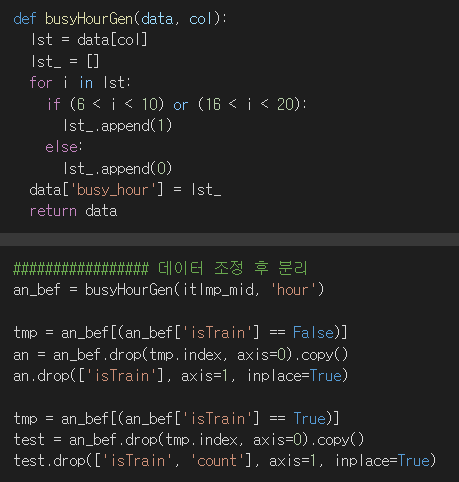 def busyHourGen(data, col):
  lst = data[col]
  lst_ = []
  for i in lst:
    if (6 < i < 10) or (16 < i < 20):
      lst_.append(1)
    else:
      lst_.append(0)
  data['busy_hour'] = lst_
  return data
################# 데이터 조정 후 분리
an_bef = busyHourGen(itImp_mid, 'hour')
tmp = an_bef[(an_bef['isTrain'] == False)]
an = an_bef.drop(tmp.index, axis=0).copy()
an.drop(['isTrain'], axis=1, inplace=True)
tmp = an_bef[(an_bef['isTrain'] == True)]
test = an_bef.drop(tmp.index, axis=0).copy()
test.drop(['isTrain', 'count'], axis=1, inplace=True)